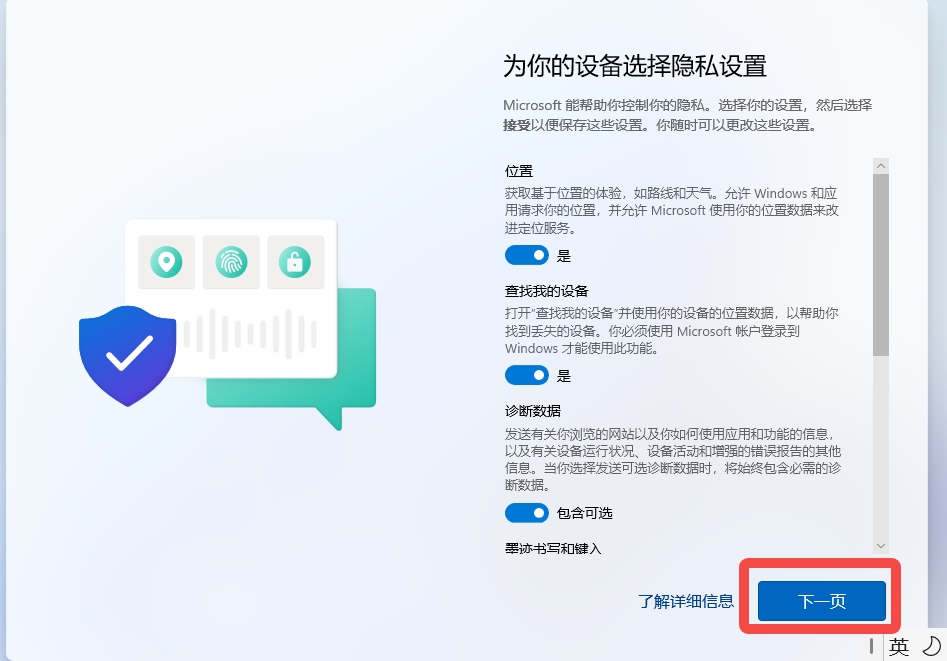 为你的设备选择隐私设置
Microsoft 能帮助你控制你的隐私。选择你的设置，然后选择
接受以便保存这些设置。你随时可以更改这些设置。
位置
获取基于位置的体验，如路线和天气。允许 Windows 和应
用请求你的位置，并允许 Microsoft 使用你的位置数据来改
进定位服务。
是
查找我的设备
打开“查找我的设备”并使用你的设备的位置数据，以帮助你
找到丢失的设备。你必须使用 Microsoft 帐户登录到
Windows 才能使用此功能。
是
诊断数据
发送有关你浏览的网站以及你如何使用应用和功能的信息，
以及有关设备运行状况、设备活动和增强的错误报告的其他
信息。当你选择发送可选诊断数据时，将始终包含必需的诊
断数据。
包含可选
墨迹书写和键入
了解详细信息
下一页
英